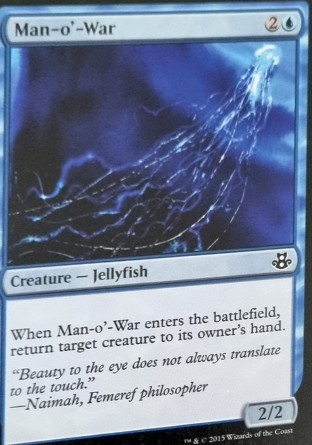 Man-o'-War 2
Creature — Jellyfish
When Man-o'-War enters the battlefield,
return target creature to its owner's hand.
"Beauty to the eye does not always translate
to the touch."
—Naimah, Femeref philosopher
2/2
™ & © 2015 Wizards of the Coast